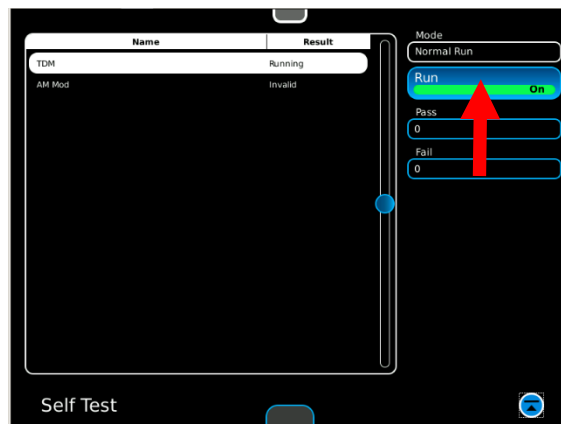 Name Result
TDM Running
AM Mod Invalid
Mode
Normal Run
Run
On
Pass
0
Fail
0
Self Test